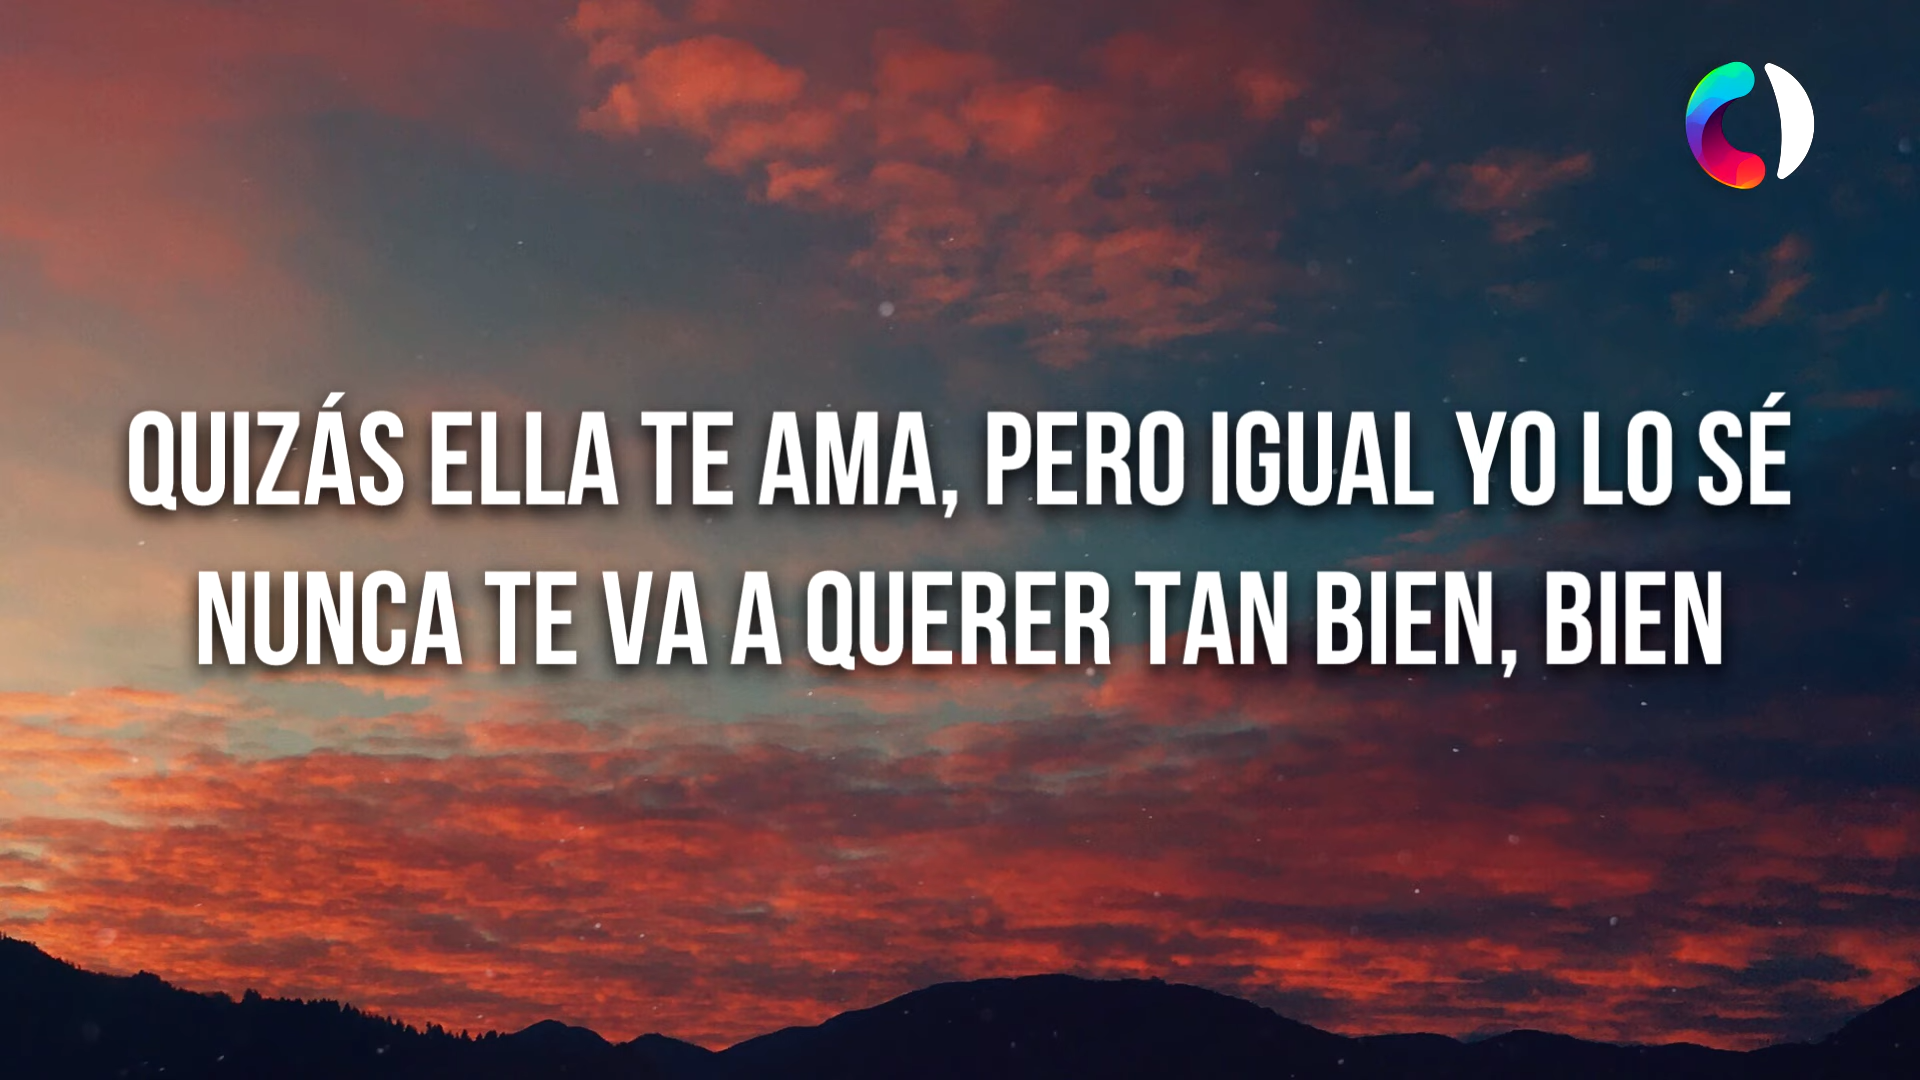 QUIZÁS ELLA TE AMA, PERO IGUAL YO LO SÉ
NUNCA TE VA A QUERER TAN BIEN, BIEN